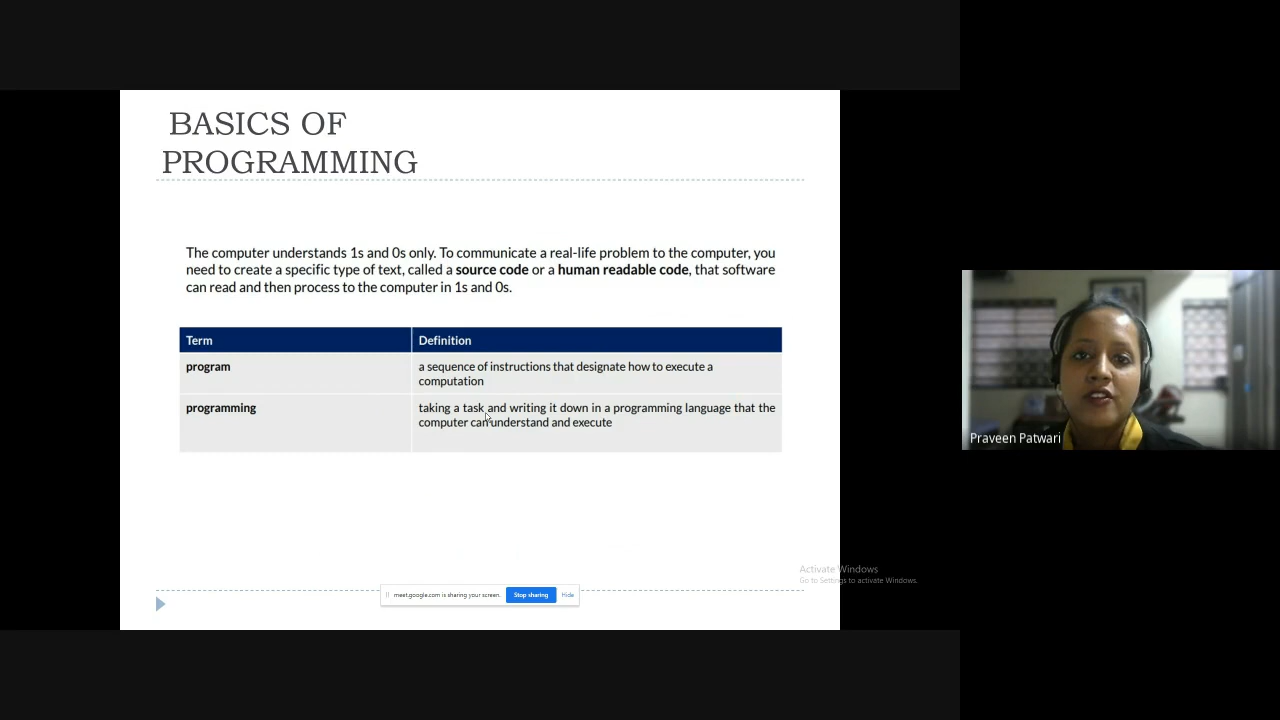 BASICS OF
PROGRAMMING
The computer understands 1s and 0s only. To communicate a real-life problem to the computer, you
need to create a specific type of text, called a source code or a human readable code, that software
can read and then process to the computer in 1s and 0s.
Term Definition
program a sequence of instructions that designate how to execute a
computation
programming taking a task and writing it down in a programming language that the
computer can understand and execute
Praveen Patwari
Activate Windows
Go to Settings to activate Windows.
meet.google.com is sharing your screen. Stop sharing Hide